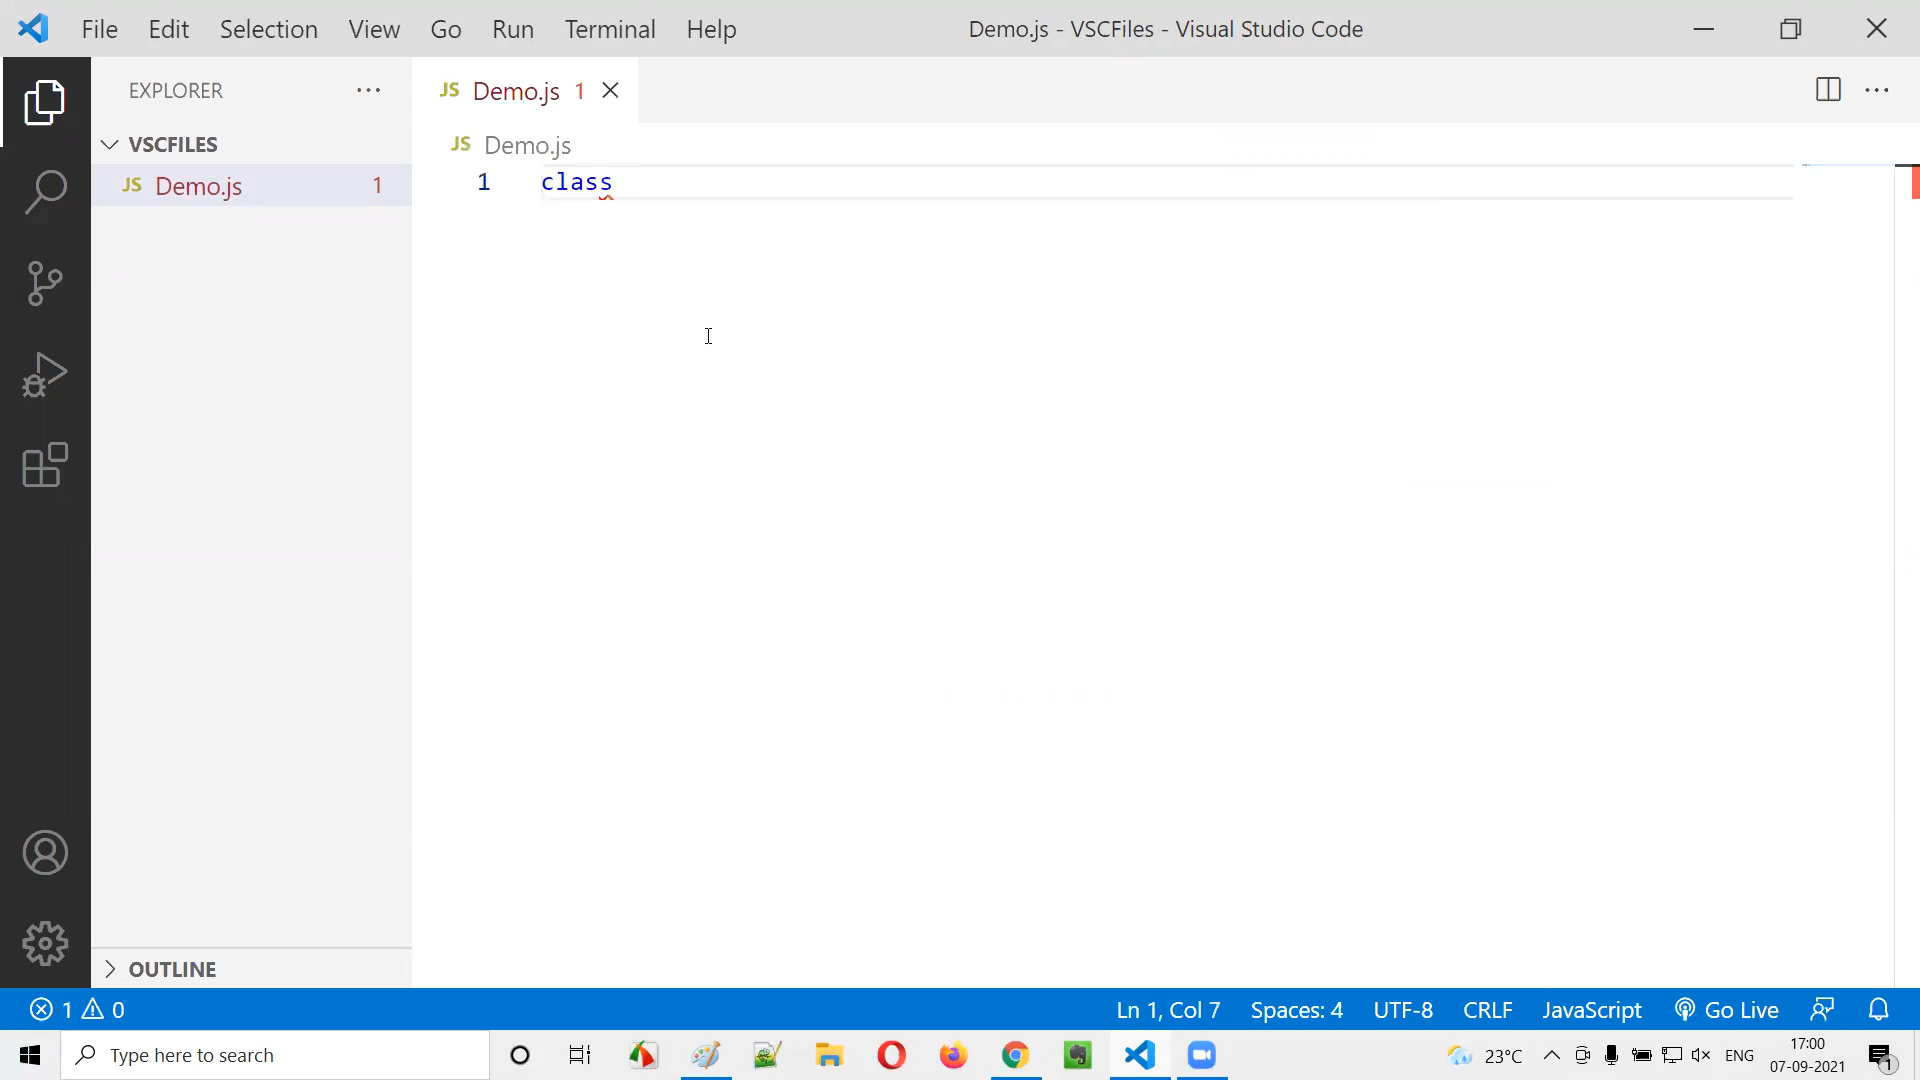 File Edit Selection View Go Run Terminal Help
Demo.js - VSCFiles - Visual Studio Code
EXPLORER
JS Demo.js 1
VSCFILES
JS Demo.js
JS Demo.js 1
1 class
OUTLINE
1 0
Ln 1, Col 7 Spaces: 4 UTF-8 CRLF JavaScript Go Live
Type here to search
23°C
ENG
17:00
07-09-2021
1